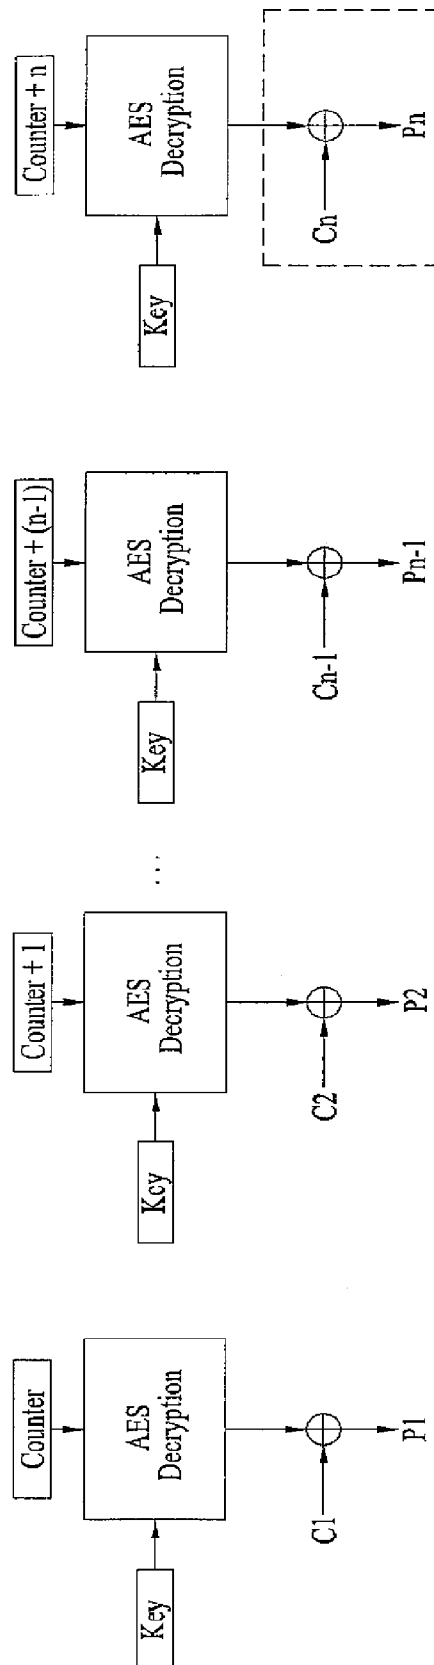 Counter
Key
AES
Decryption
C1
P1
Counter + 1
Key
AES
Decryption
C2
P2
...
Counter + (n-1)
Key
AES
Decryption
Cn-1
Pn-1
Counter + n
Key
AES
Decryption
Cn
Pn